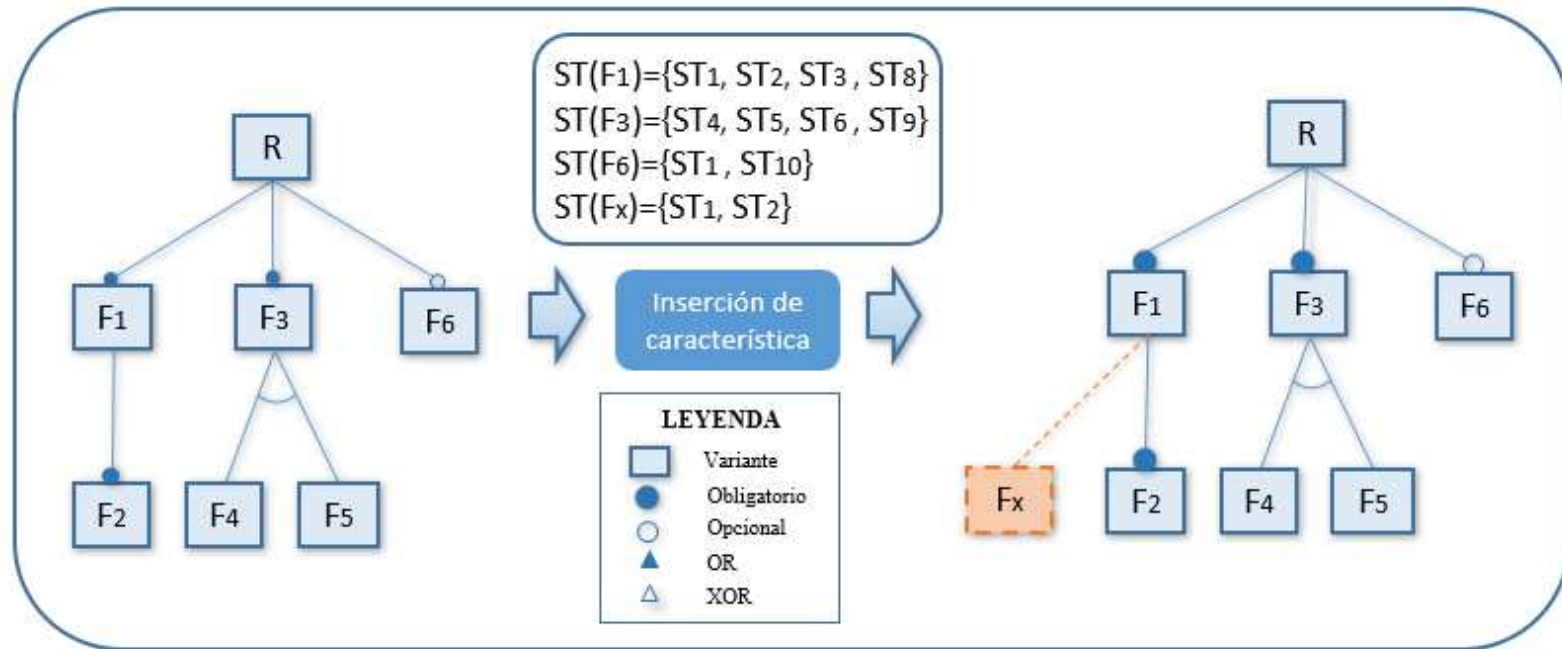 R
F1
F3
F6
F2
F4
F5
ST(F1)={ST1, ST2, ST3 , ST8}
ST(F3)={ST4, ST5, ST6 , ST9}
ST(F6)={ST1 , ST10}
ST(Fx)={ST1, ST2}
Inserción de
característica
LEYENDA
Variante
Obligatorio
Opcional
OR
XOR
R
F1
F3
F6
Fx
F2
F4
F5